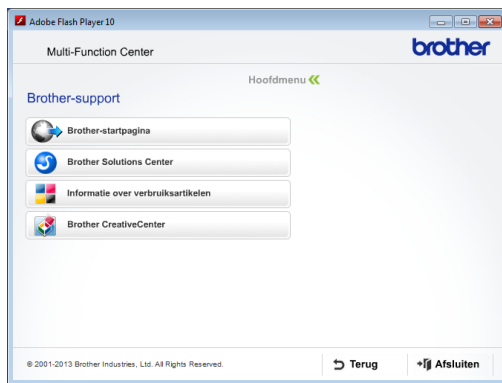 Adobe Flash Player 10
Multi-Function Center
brother
Hoofdmenu
Brother-support
Brother-startpagina
Brother Solutions Center
Informatie over verbruiksartikelen
Brother CreativeCenter
© 2001-2013 Brother Industries, Ltd. All Rights Reserved.
Terug
Afsluiten